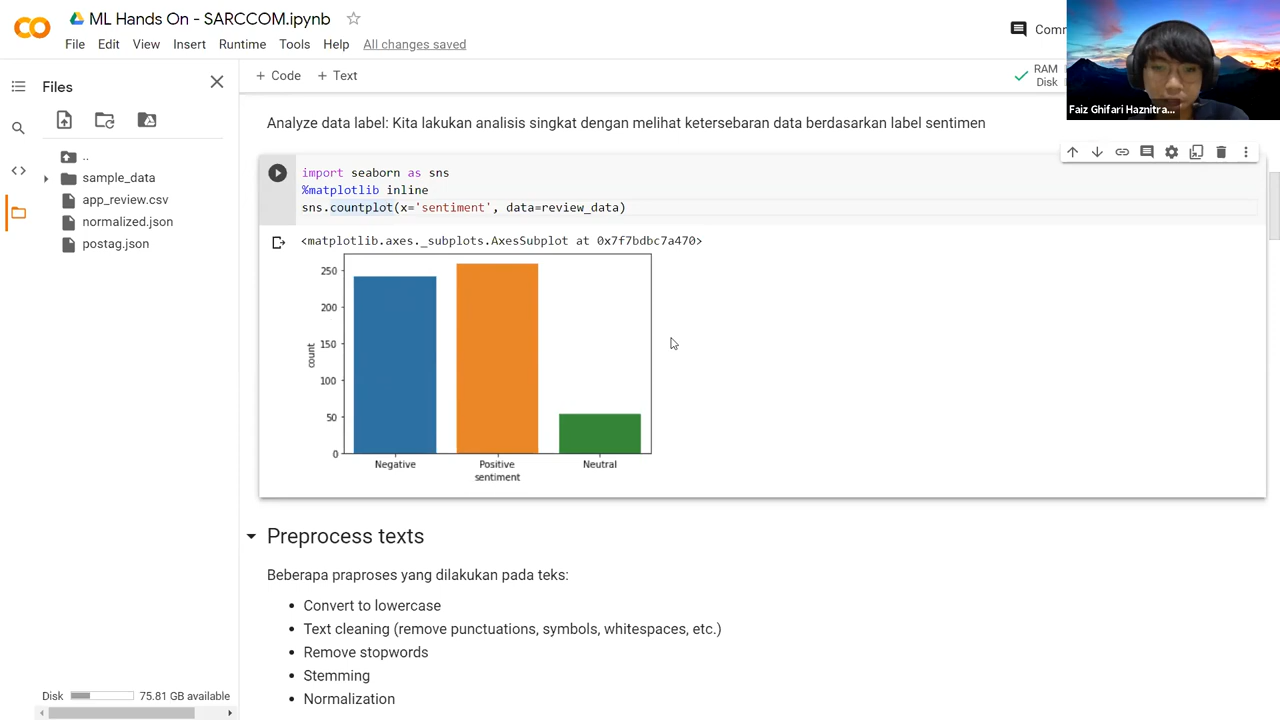 ML Hands On - SARCCOM.ipynb
File Edit View Insert Runtime Tools Help All changes saved
Files
..
sample_data
app_review.csv
normalized.json
postag.json
Disk 75.81 GB available
+ Code + Text
RAM
Disk
Faiz Ghifari Haznitra...
Analyze data label: Kita lakukan analisis singkat dengan melihat ketersebaran data berdasarkan label sentimen
import seaborn as sns
%matplotlib inline
sns.countplot(x='sentiment', data=review_data)
<matplotlib.axes._subplots.AxesSubplot at 0x7f7bdbc7a470>
250
200
150
100
50
0
count
Negative Positive Neutral
sentiment
Preprocess texts
Beberapa praproses yang dilakukan pada teks:
• Convert to lowercase
• Text cleaning (remove punctuations, symbols, whitespaces, etc.)
• Remove stopwords
• Stemming
• Normalization